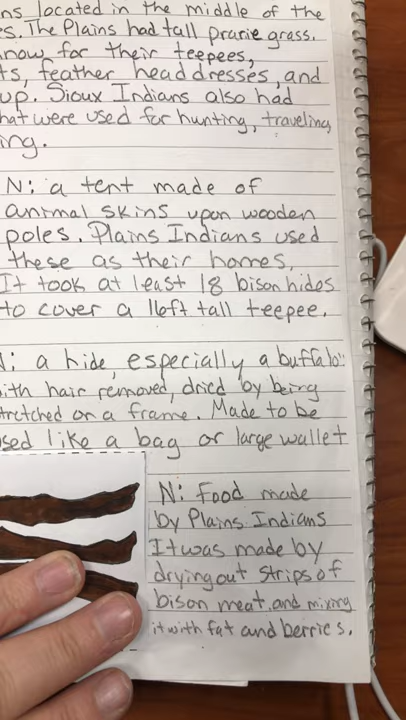 ns located in the middle of the
es. The Plains had tall prarie grass.
now for their teepees,
ts, feather headdresses, and
up. Sioux Indians also had
hat were used for hunting, traveling,
ing.
N: a tent made of
animal skins upon wooden
poles. Plains Indians used
these as their homes,
It took at least 18 bison hides
to cover a 11 ft tall teepee.
: a hide, especially a buffalo's
ith hair removed, dried by being
tretched on a frame. Made to be
sed like a bag or large wallet
N: Food made
by Plains Indians
It was made by
drying out strips of
bison meat and mixing
it with fat and berries.